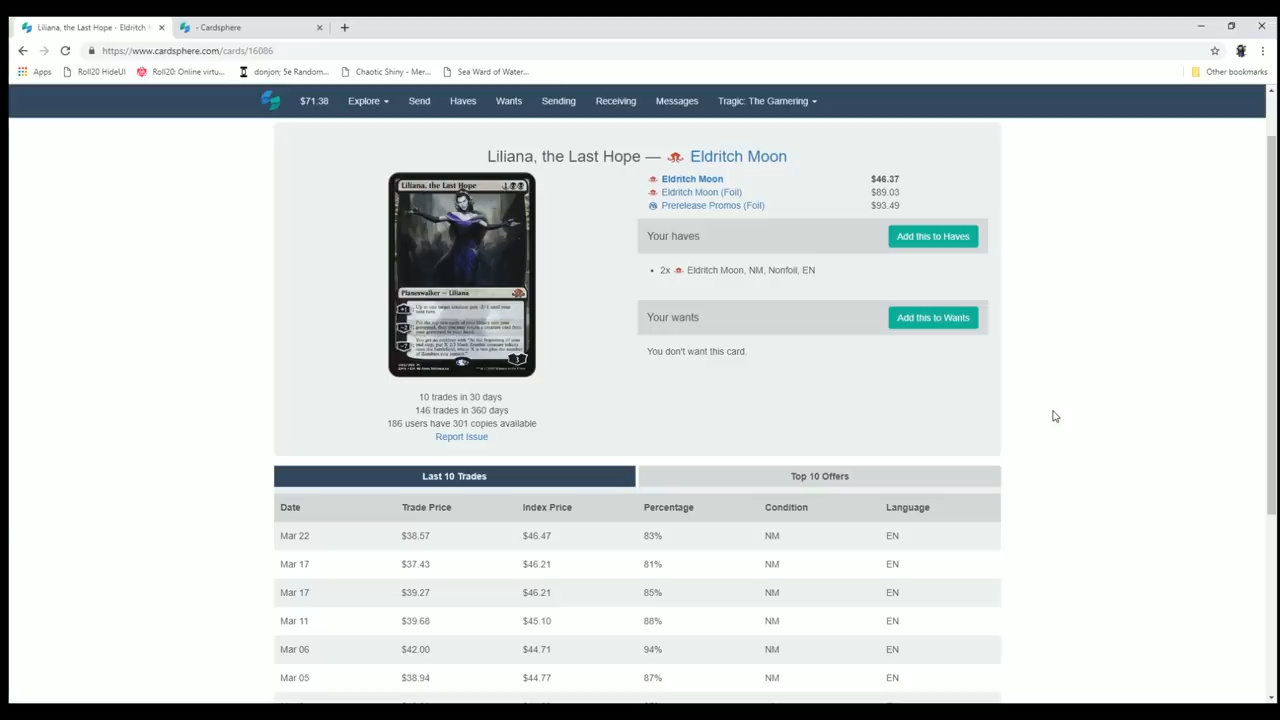 Liliana, the Last Hope - Eldritch
- Cardsphere
https://www.cardsphere.com/cards/16086
Apps Roll20 HideUI Roll20: Online virtu... donjon; 5e Random... Chaotic Shiny - Mer... Sea Ward of Water... Other bookmarks
$71.38 Explore Send Haves Wants Sending Receiving Messages Tragic: The Gamering
Liliana, the Last Hope — Eldritch Moon
Liliana, the Last Hope
Planeswalker — Liliana
10 trades in 30 days
146 trades in 360 days
186 users have 301 copies available
Report Issue
Eldritch Moon $46.37
Eldritch Moon (Foil) $89.03
Prerelease Promos (Foil) $93.49
Your haves Add this to Haves
• 2x Eldritch Moon, NM, Nonfoil, EN
Your wants Add this to Wants
You don't want this card.
Last 10 Trades Top 10 Offers
Date Trade Price Index Price Percentage Condition Language
Mar 22 $38.57 $46.47 83% NM EN
Mar 17 $37.43 $46.21 81% NM EN
Mar 17 $39.27 $46.21 85% NM EN
Mar 11 $39.68 $45.10 88% NM EN
Mar 06 $42.00 $44.71 94% NM EN
Mar 05 $38.94 $44.77 87% NM EN